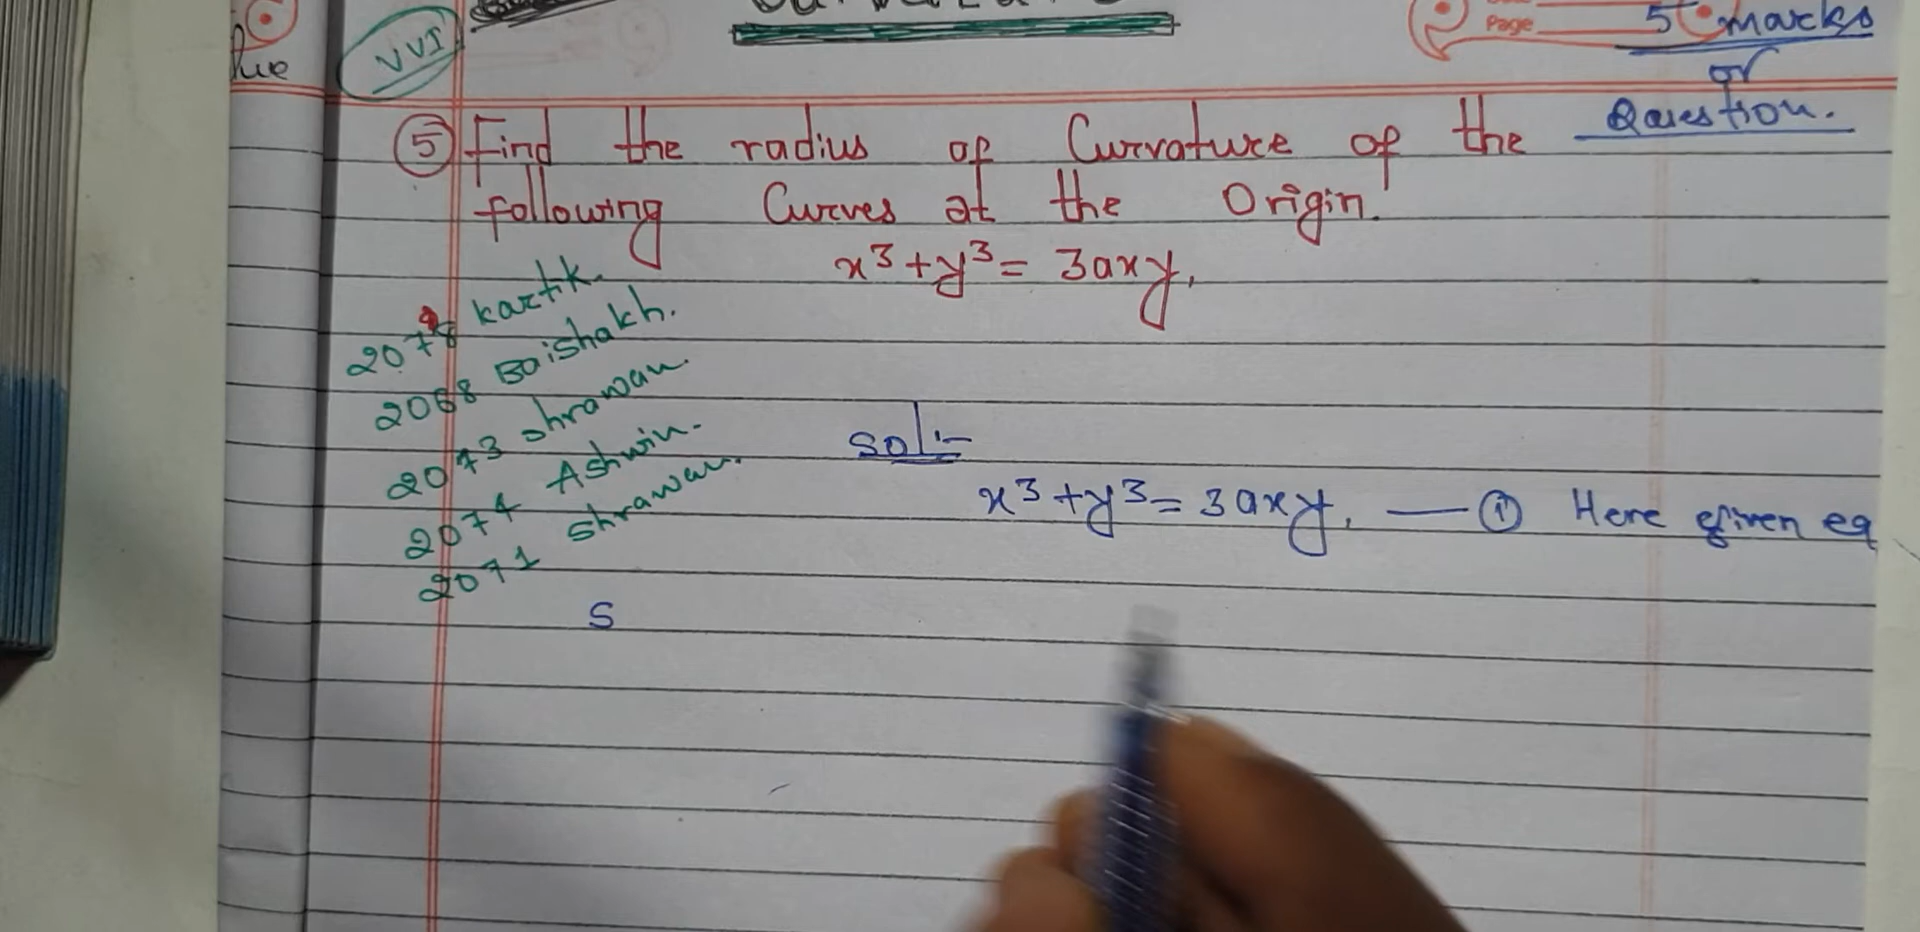 Page
5 marks
or
Question.
VVI
⑤ Find the radius of Curvature of the
following Curves at the Origin.
x³+y³= 3axy,
kartik.
2068 Baishakh.
2073 shrawan.
2074 Ashwin.
2071 shrawan.
Sol:-
x³+y³= 3axy, — ① Here given eq
S